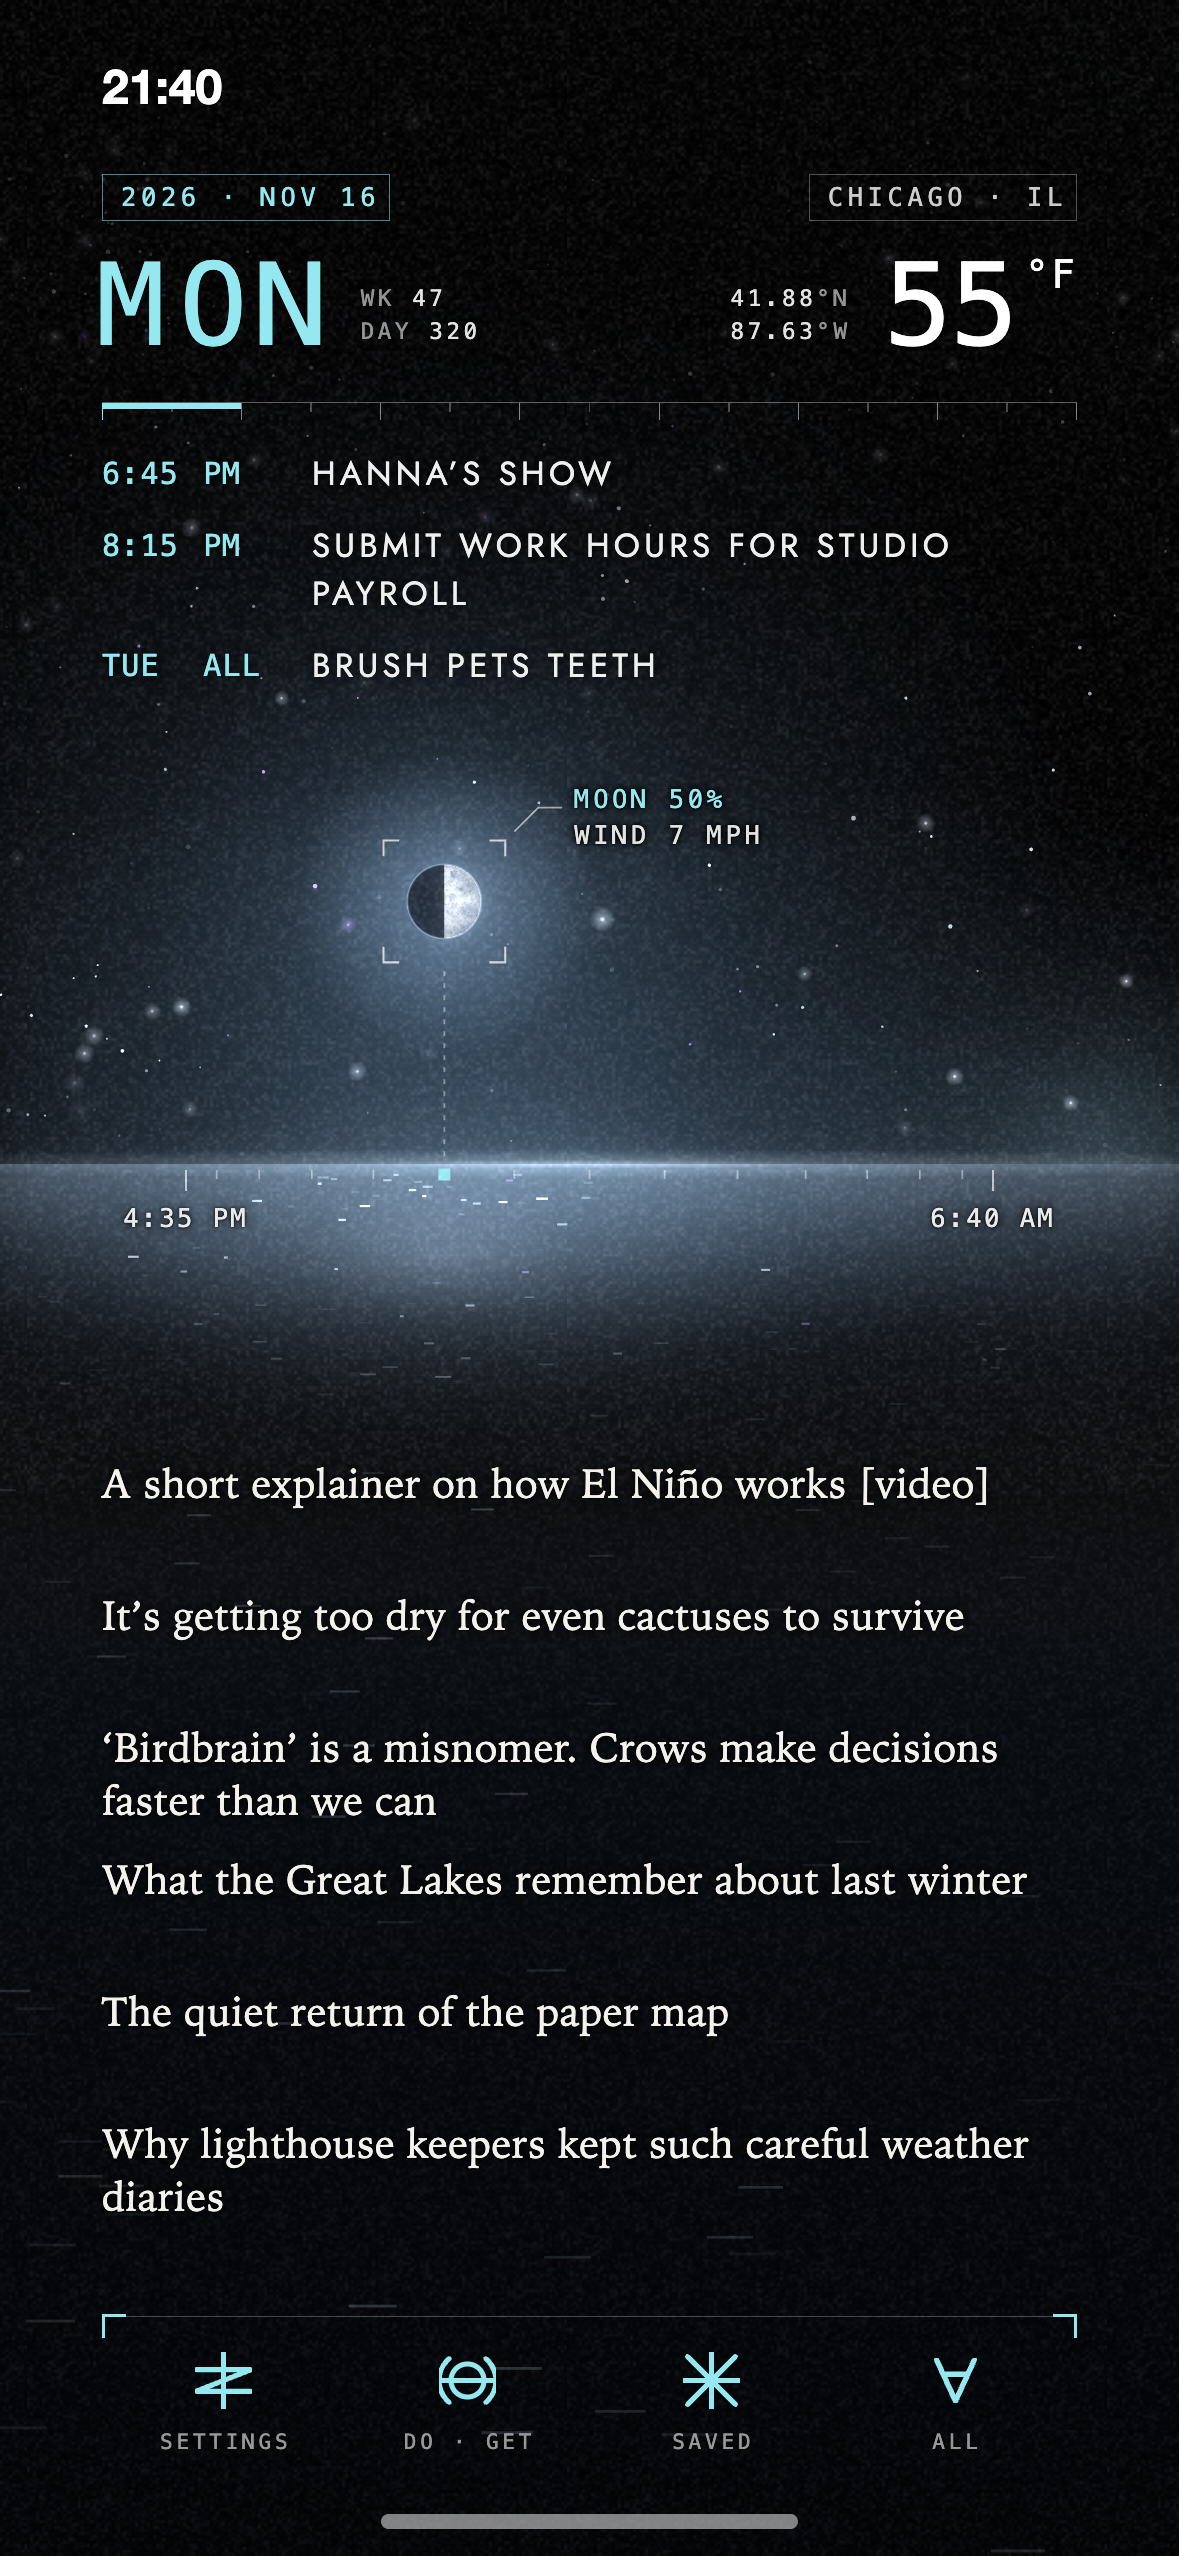 21:40
2026 · NOV 16
CHICAGO · IL
MON
WK 47
DAY 320
41.88°N
87.63°W
55°F
6:45 PM HANNA’S SHOW
8:15 PM SUBMIT WORK HOURS FOR STUDIO
PAYROLL
TUE ALL BRUSH PETS TEETH
MOON 50%
WIND 7 MPH
4:35 PM
6:40 AM
A short explainer on how El Niño works [video]
It’s getting too dry for even cactuses to survive
‘Birdbrain’ is a misnomer. Crows make decisions
faster than we can
What the Great Lakes remember about last winter
The quiet return of the paper map
Why lighthouse keepers kept such careful weather
diaries
SETTINGS
DO · GET
SAVED
ALL